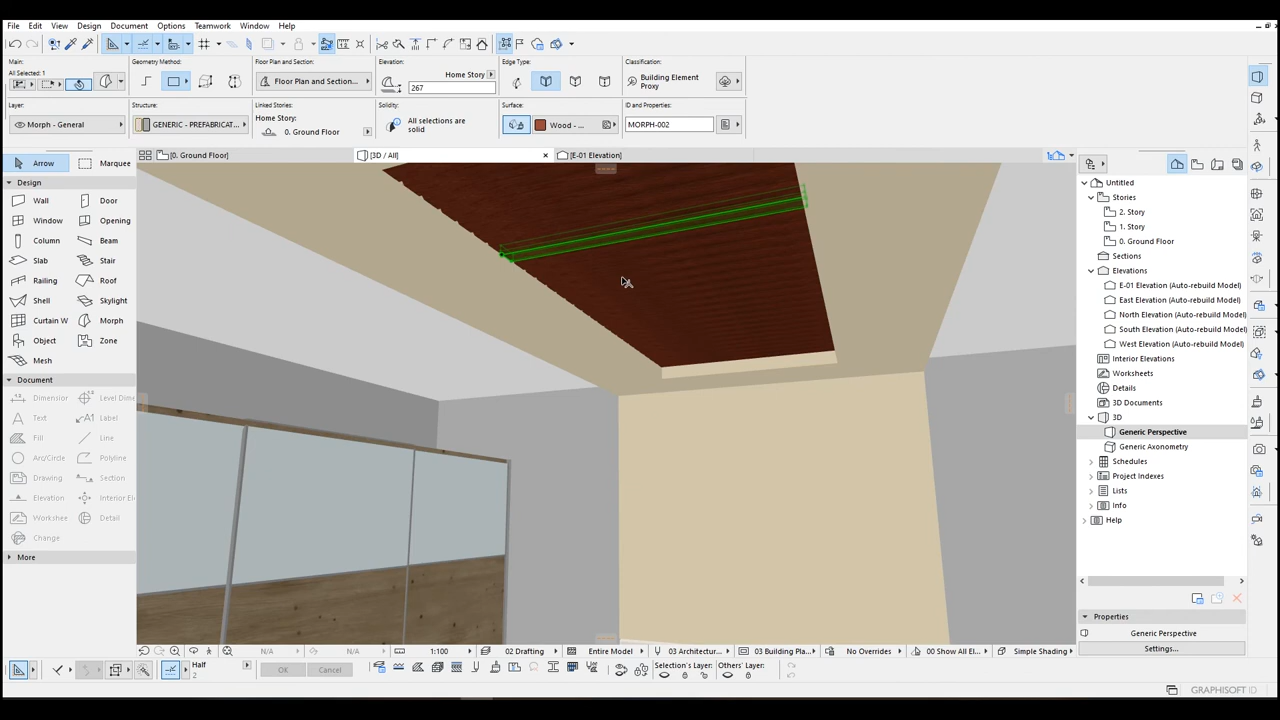 File Edit View Design Document Options Teamwork Window Help
Main:
All Selected: 1
Geometry Method:
Floor Plan and Section...
Elevation:
Home Story
267
Edge Type:
Classification:
Building Element
Proxy
Layer:
Morph - General
Structure:
GENERIC - PREFABRICAT...
Linked Stories:
Home Story:
0. Ground Floor
Solidity:
All selections are
solid
Surface:
Wood - ...
ID and Properties:
MORPH-002
[0. Ground Floor]
[3D / All]
[E-01 Elevation]
Arrow
Marquee
Design
Wall
Door
Window
Opening
Column
Beam
Slab
Stair
Railing
Roof
Shell
Skylight
Curtain W
Morph
Object
Zone
Mesh
Document
Dimension
Level Dime
Text
A1
Label
Fill
Line
Arc/Circle
Polyline
Drawing
Section
Elevation
Interior El
Workshee
Detail
Change
More
Untitled
Stories
2. Story
1. Story
0. Ground Floor
Sections
Elevations
E-01 Elevation (Auto-rebuild Model)
East Elevation (Auto-rebuild Model)
North Elevation (Auto-rebuild Model)
South Elevation (Auto-rebuild Model)
West Elevation (Auto-rebuild Model)
Interior Elevations
Worksheets
Details
3D Documents
3D
Generic Perspective
Generic Axonometry
Schedules
Project Indexes
Lists
Info
Help
Properties
Generic Perspective
Settings...
N/A
N/A
1:100
02 Drafting
Entire Model
03 Architectur...
03 Building Pla...
No Overrides
00 Show All El...
Simple Shading
Half
2
OK
Cancel
Selection's Layer:
Others' Layer:
GRAPHISOFT ID